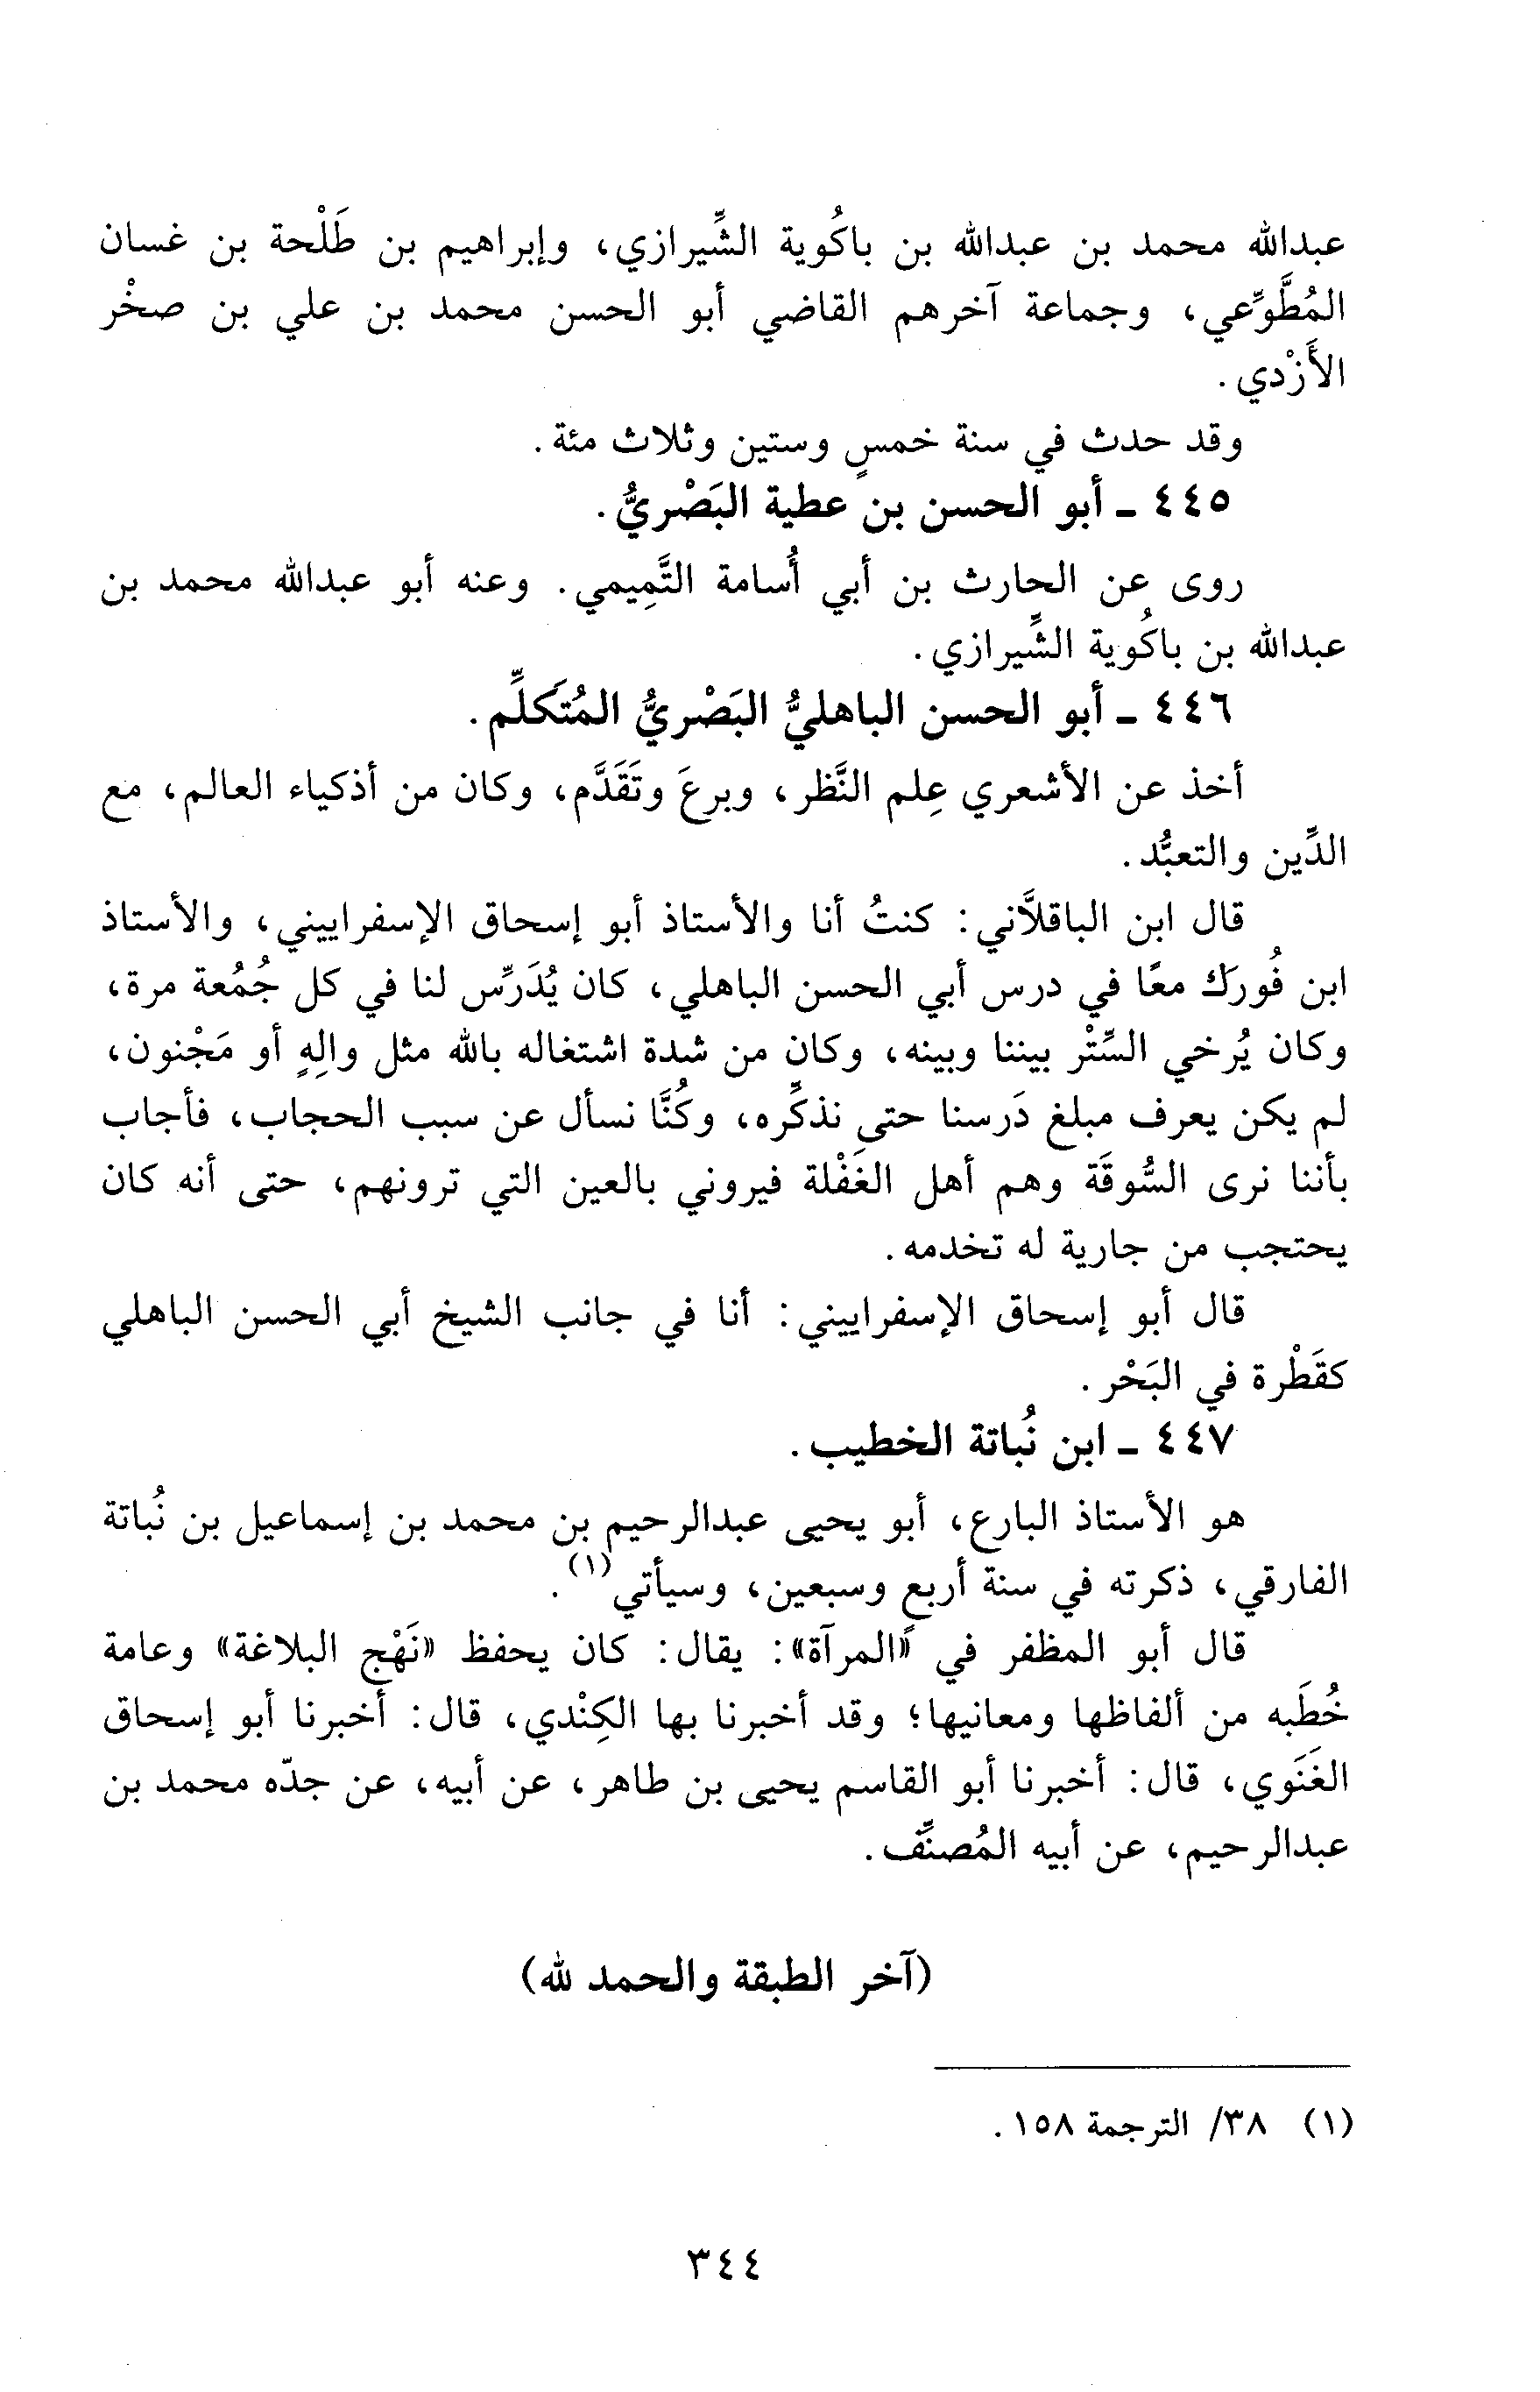 عبدالله محمد بن عبدالله بن باكُوية الشِّيرازي، وإبراهيم بن طَلْحة بن غسان
المُطَّوِّعي، وجماعة آخرهم القاضي أبو الحسن محمد بن علي بن صخْر
الأَزْدي.
وقد حدث في سنة خمسٍ وستين وثلاث مئة.
٤٤٥ ـ أبو الحسن بن عطية البَصْريُّ.
روى عن الحارث بن أبي أُسامة التَّمِيمي. وعنه أبو عبدالله محمد بن
عبدالله بن باكُوية الشِّيرازي.
٤٤٦ ـ أبو الحسن الباهليُّ البَصْريُّ المُتَكلِّم.
أخذ عن الأشعري عِلم النَّظر، وبرعَ وتَقَدَّم، وكان من أذكياء العالم، مع
الدِّين والتعبُّد.
قال ابن الباقلاَّني: كنتُ أنا والأستاذ أبو إسحاق الإسفراييني، والأستاذ
ابن فُورك معًا في درس أبي الحسن الباهلي، كان يُدَرِّس لنا في كل جُمُعة مرة،
وكان يُرخي السِّتْر بيننا وبينه، وكان من شدة اشتغاله بالله مثل والِهٍ أو مَجْنون،
لم يكن يعرف مبلغ دَرسنا حتى نذكِّره، وكُنَّا نسأل عن سبب الحجاب، فأجاب
بأننا نرى السُّوقَة وهم أهل الغَفْلة فيروني بالعين التي ترونهم، حتى أنه كان
يحتجب من جارية له تخدمه.
قال أبو إسحاق الإسفراييني: أنا في جانب الشيخ أبي الحسن الباهلي
كقَطْرة في البَحْر.
٤٤٧ ـ ابن نُباتة الخطيب.
هو الأستاذ البارع، أبو يحيى عبدالرحيم بن محمد بن إسماعيل بن نُباتة
الفارقي، ذكرته في سنة أربعٍ وسبعين، وسيأتي(١).
قال أبو المظفر في «المرآة»: يقال: كان يحفظ «نَهْج البلاغة» وعامة
خُطَبه من ألفاظها ومعانيها؛ وقد أخبرنا بها الكِنْدي، قال: أخبرنا أبو إسحاق
الغَنَوي، قال: أخبرنا أبو القاسم يحيى بن طاهر، عن أبيه، عن جدّه محمد بن
عبدالرحيم، عن أبيه المُصنِّف.
(آخر الطبقة والحمد لله)
(١) ٣٨/ الترجمة ١٥٨.
٣٤٤